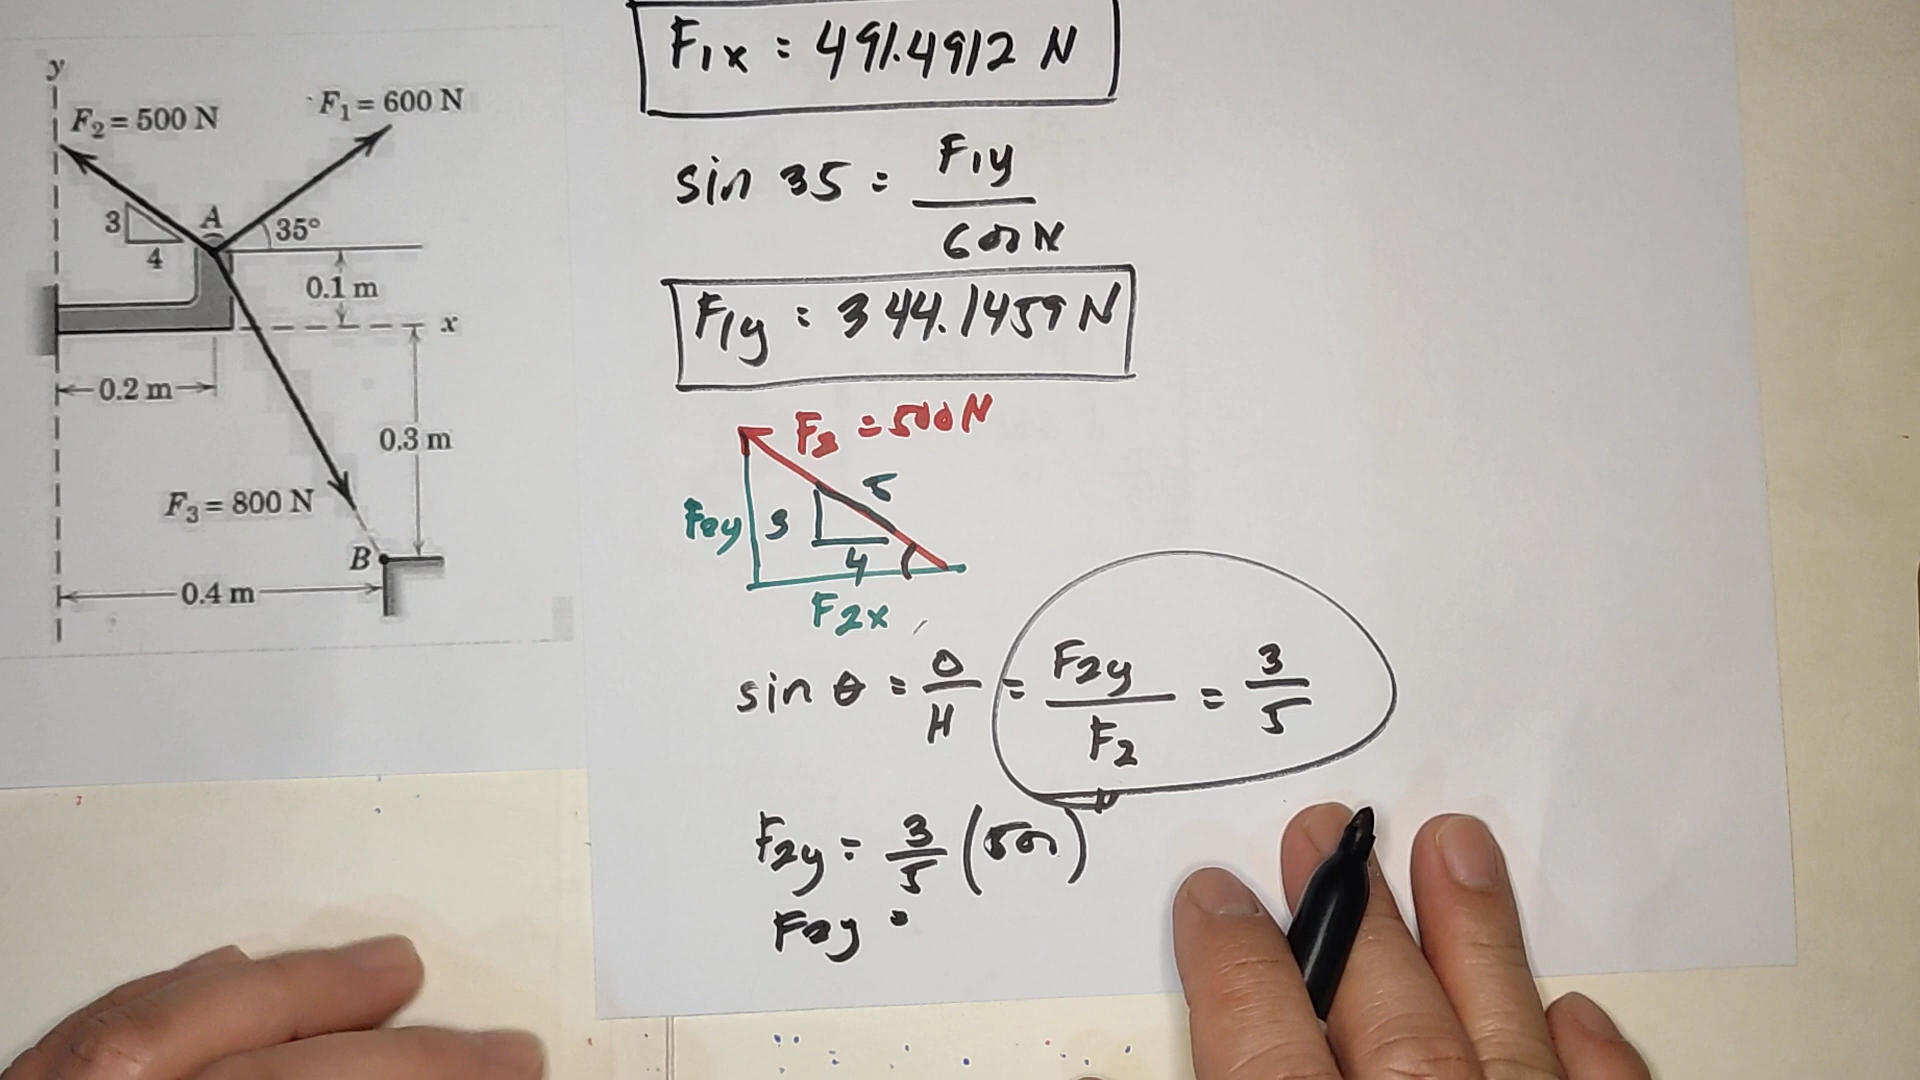 y
F₂ = 500 N
F₁ = 600 N
3
4
A
35°
0.1 m
x
0.2 m
0.3 m
F₃ = 800 N
B
0.4 m
F1x = 491.4912 N
sin 35 = F1y / 600 N
F1y = 344.1459 N
F2 = 500 N
F2y 3 5
4
F2x
sin θ = O / H = F2y / F2 = 3 / 5
F2y = 3 / 5 (500)
F2y =